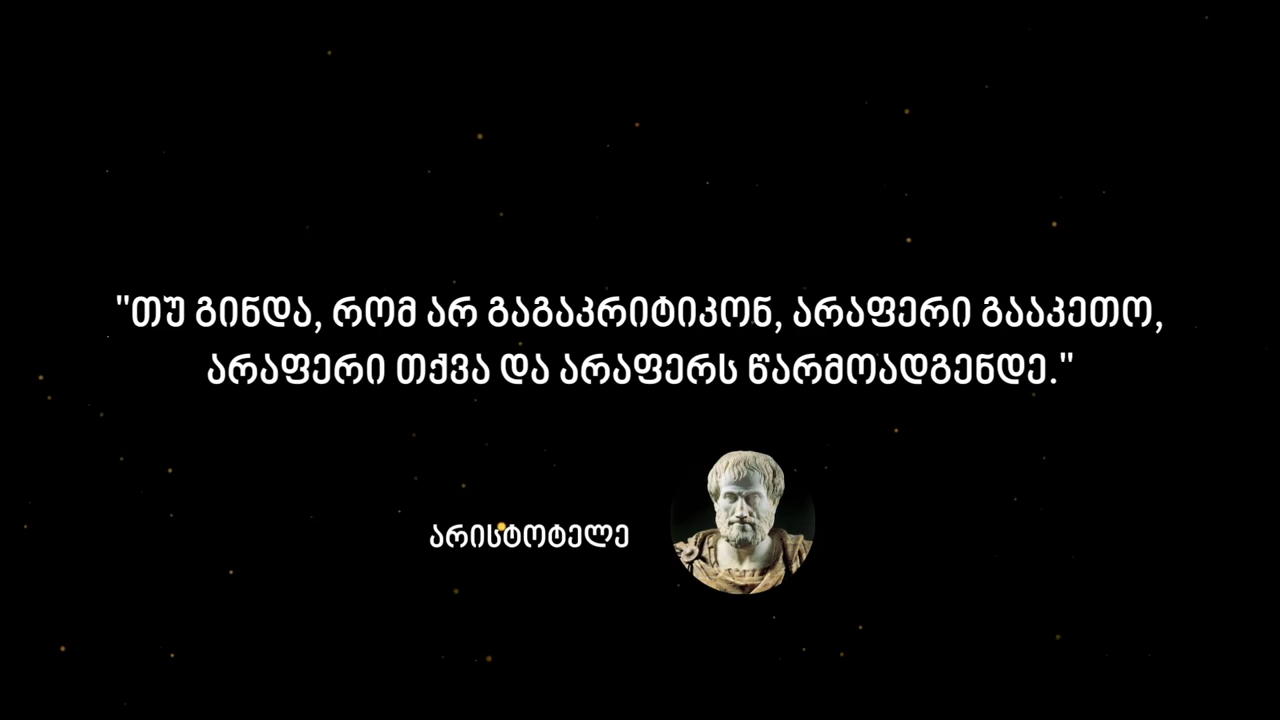 "თუ გინდა, რომ არ გაგაკრიტიკონ, არაფერი გააკეთო,
არაფერი თქვა და არაფერს წარმოადგენდე."
არისტოტელე